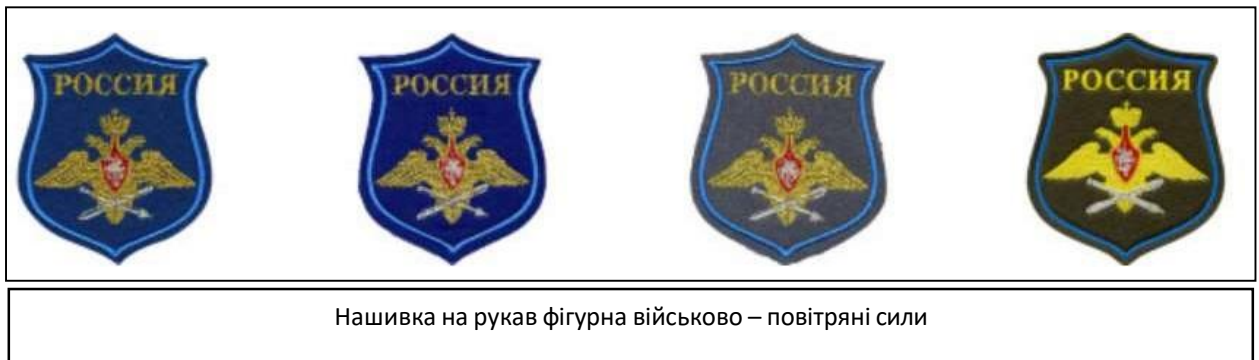 РОССИЯ РОССИЯ РОССИЯ РОССИЯ
Нашивка на рукав фігурна військово – повітряні сили